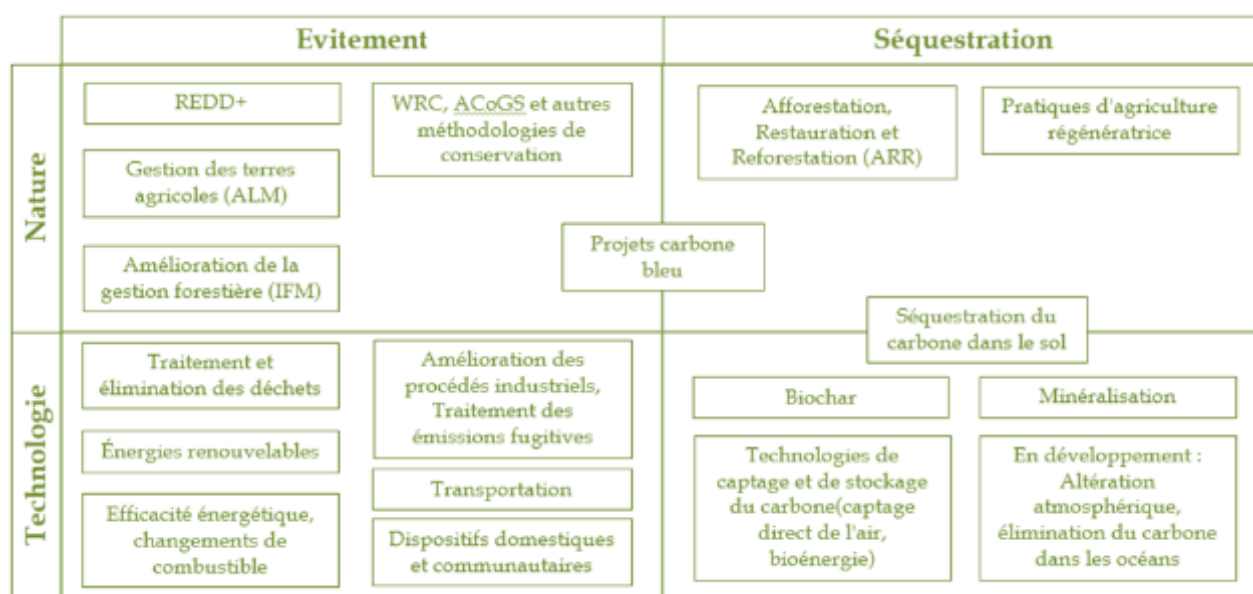 Evitement
Séquestration
Nature
REDD+
WRC, ACoGS et autres
méthodologies de
conservation
Gestion des terres
agricoles (ALM)
Amélioration de la
gestion forestière (IFM)
Afforestation,
Restauration et
Reforestation (ARR)
Pratiques d'agriculture
régénératrice
Projets carbone
bleu
Séquestration du
carbone dans le sol
Technologie
Traitement et
élimination des déchets
Énergies renouvelables
Efficacité énergétique,
changements de
combustible
Amélioration des
procédés industriels,
Traitement des
émissions fugitives
Transportation
Dispositifs domestiques
et communautaires
Biochar
Minéralisation
Technologies de
captage et de stockage
du carbone(captage
direct de l'air,
bioénergie)
En développement :
Altération
atmosphérique,
élimination du carbone
dans les océans